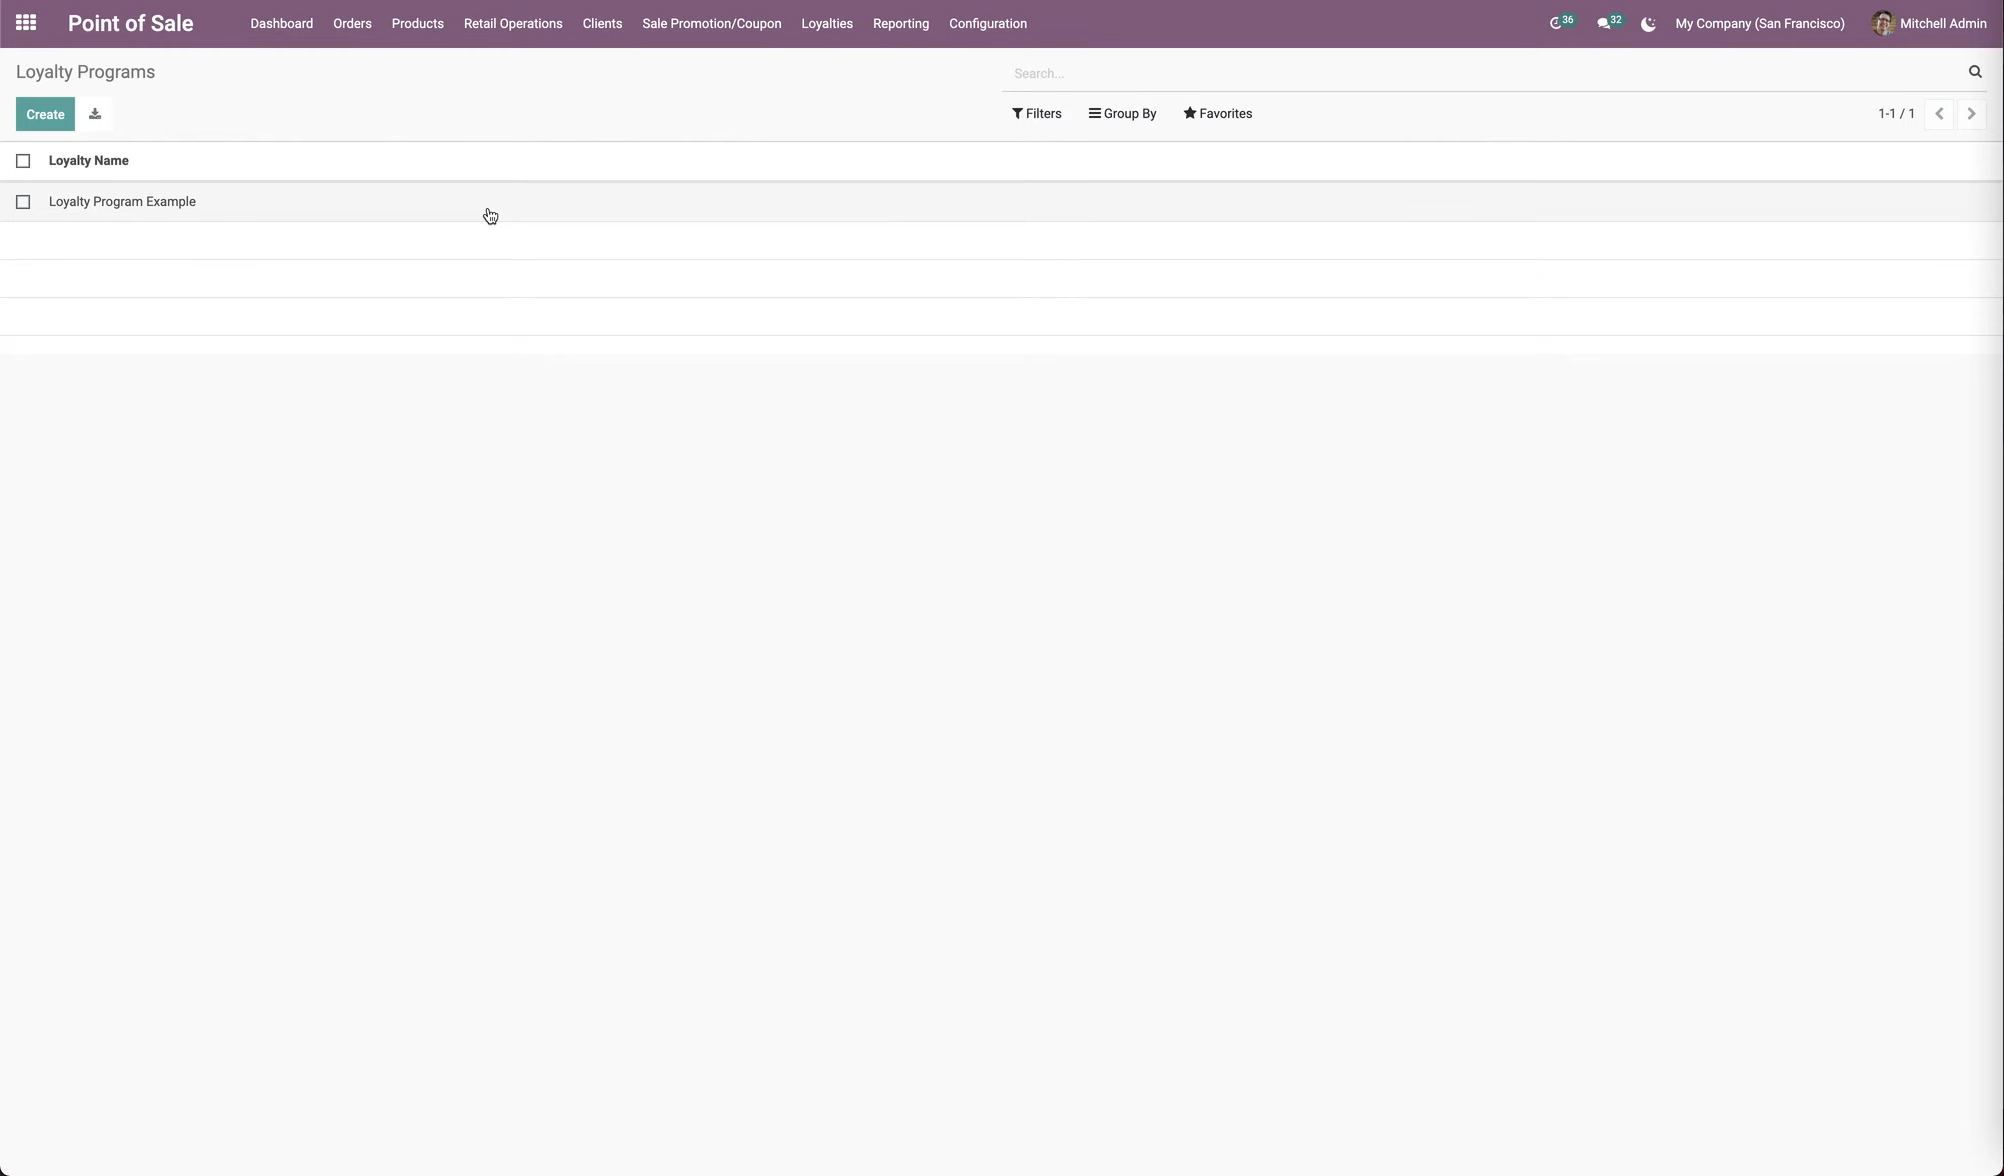 Point of Sale Dashboard Orders Products Retail Operations Clients Sale Promotion/Coupon Loyalties Reporting Configuration 36 32 My Company (San Francisco) Mitchell Admin
Loyalty Programs Search...
Create Filters Group By Favorites 1-1 / 1
Loyalty Name
Loyalty Program Example